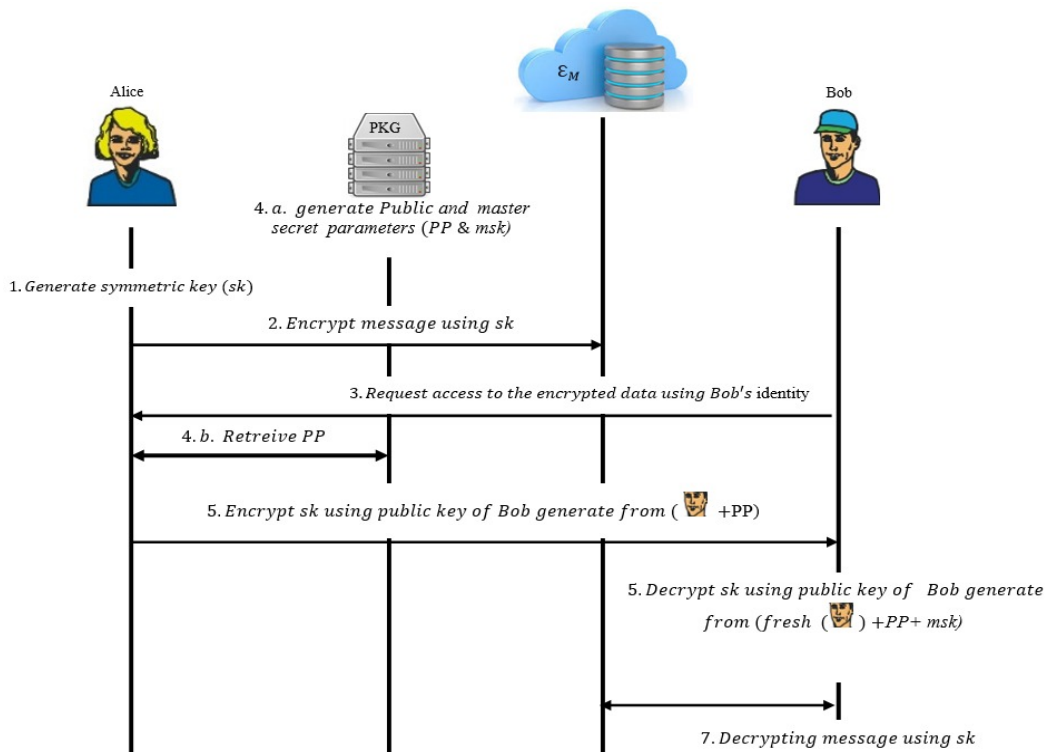 Alice
PKG
ε_M
Bob
4. a. generate Public and master
secret parameters (PP & msk)
1. Generate symmetric key (sk)
2. Encrypt message using sk
3. Request access to the encrypted data using Bob's identity
4. b. Retreive PP
5. Encrypt sk using public key of Bob generate from ( +PP)
5. Decrypt sk using public key of Bob generate
from (fresh ( ) +PP+ msk)
7. Decrypting message using sk